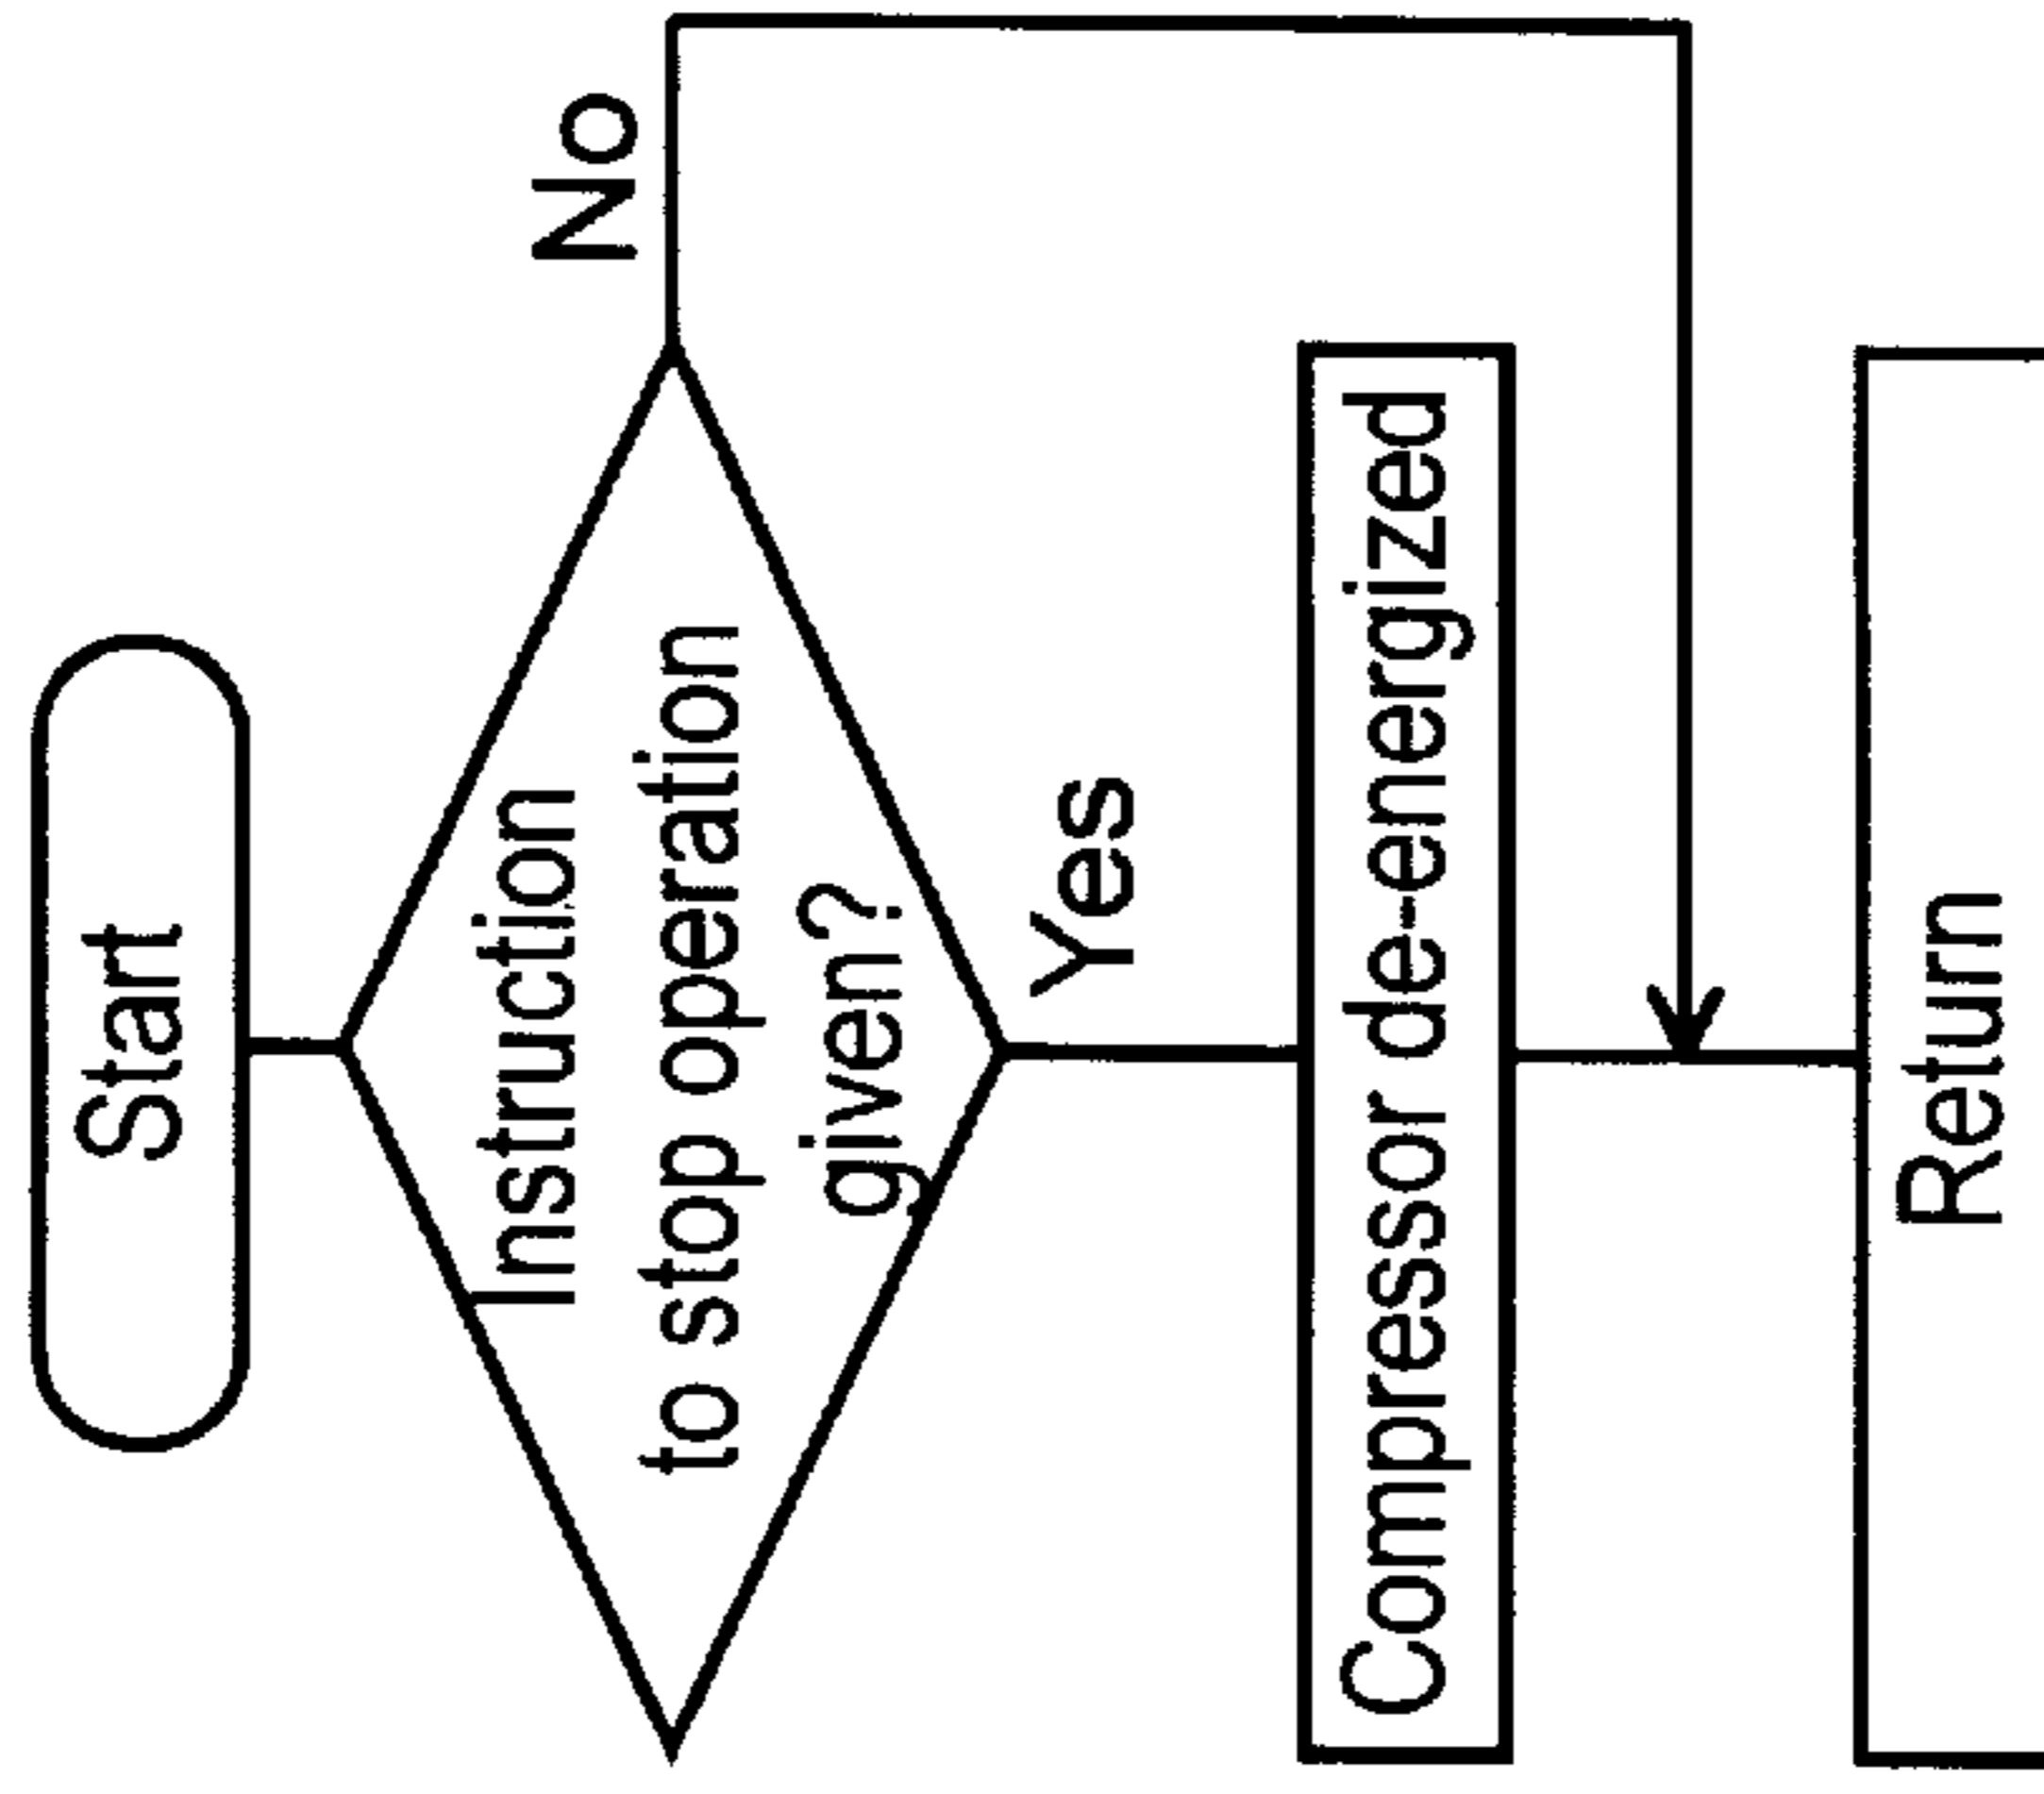 Start
Instruction
to stop operation
given?
No
Yes
Compressor de-energized
Return